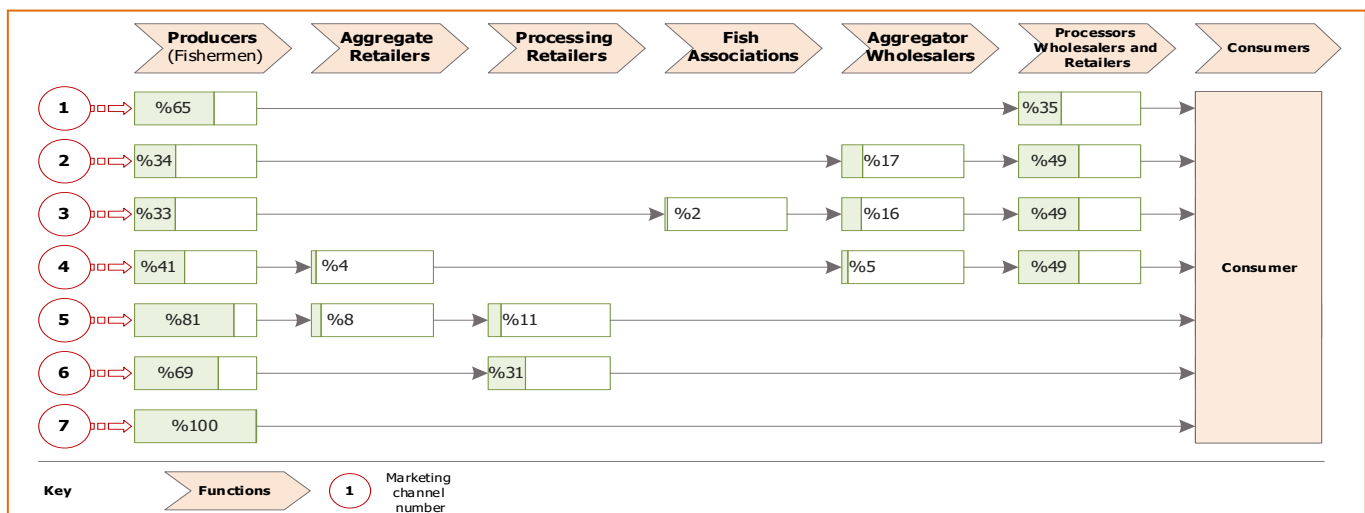 Producers
(Fishermen)
Aggregate
Retailers
Processing
Retailers
Fish
Associations
Aggregator
Wholesalers
Processors
Wholesalers and
Retailers
Consumers
1
%65
%35
2
%34
%17
%49
3
%33
%2
%16
%49
4
%41
%4
%5
%49
Consumer
5
%81
%8
%11
6
%69
%31
7
%100
Key
Functions
1
Marketing
channel
number